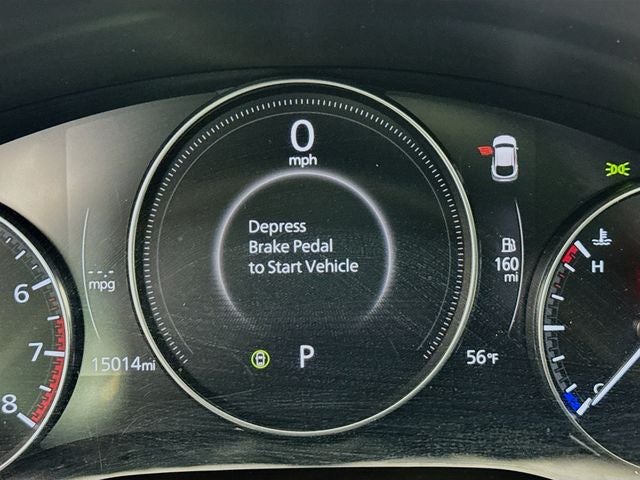 0
mph
Depress
Brake Pedal
to Start Vehicle
-.-
mpg
160
mi
6
7
8
H
C
15014mi
P
56°F